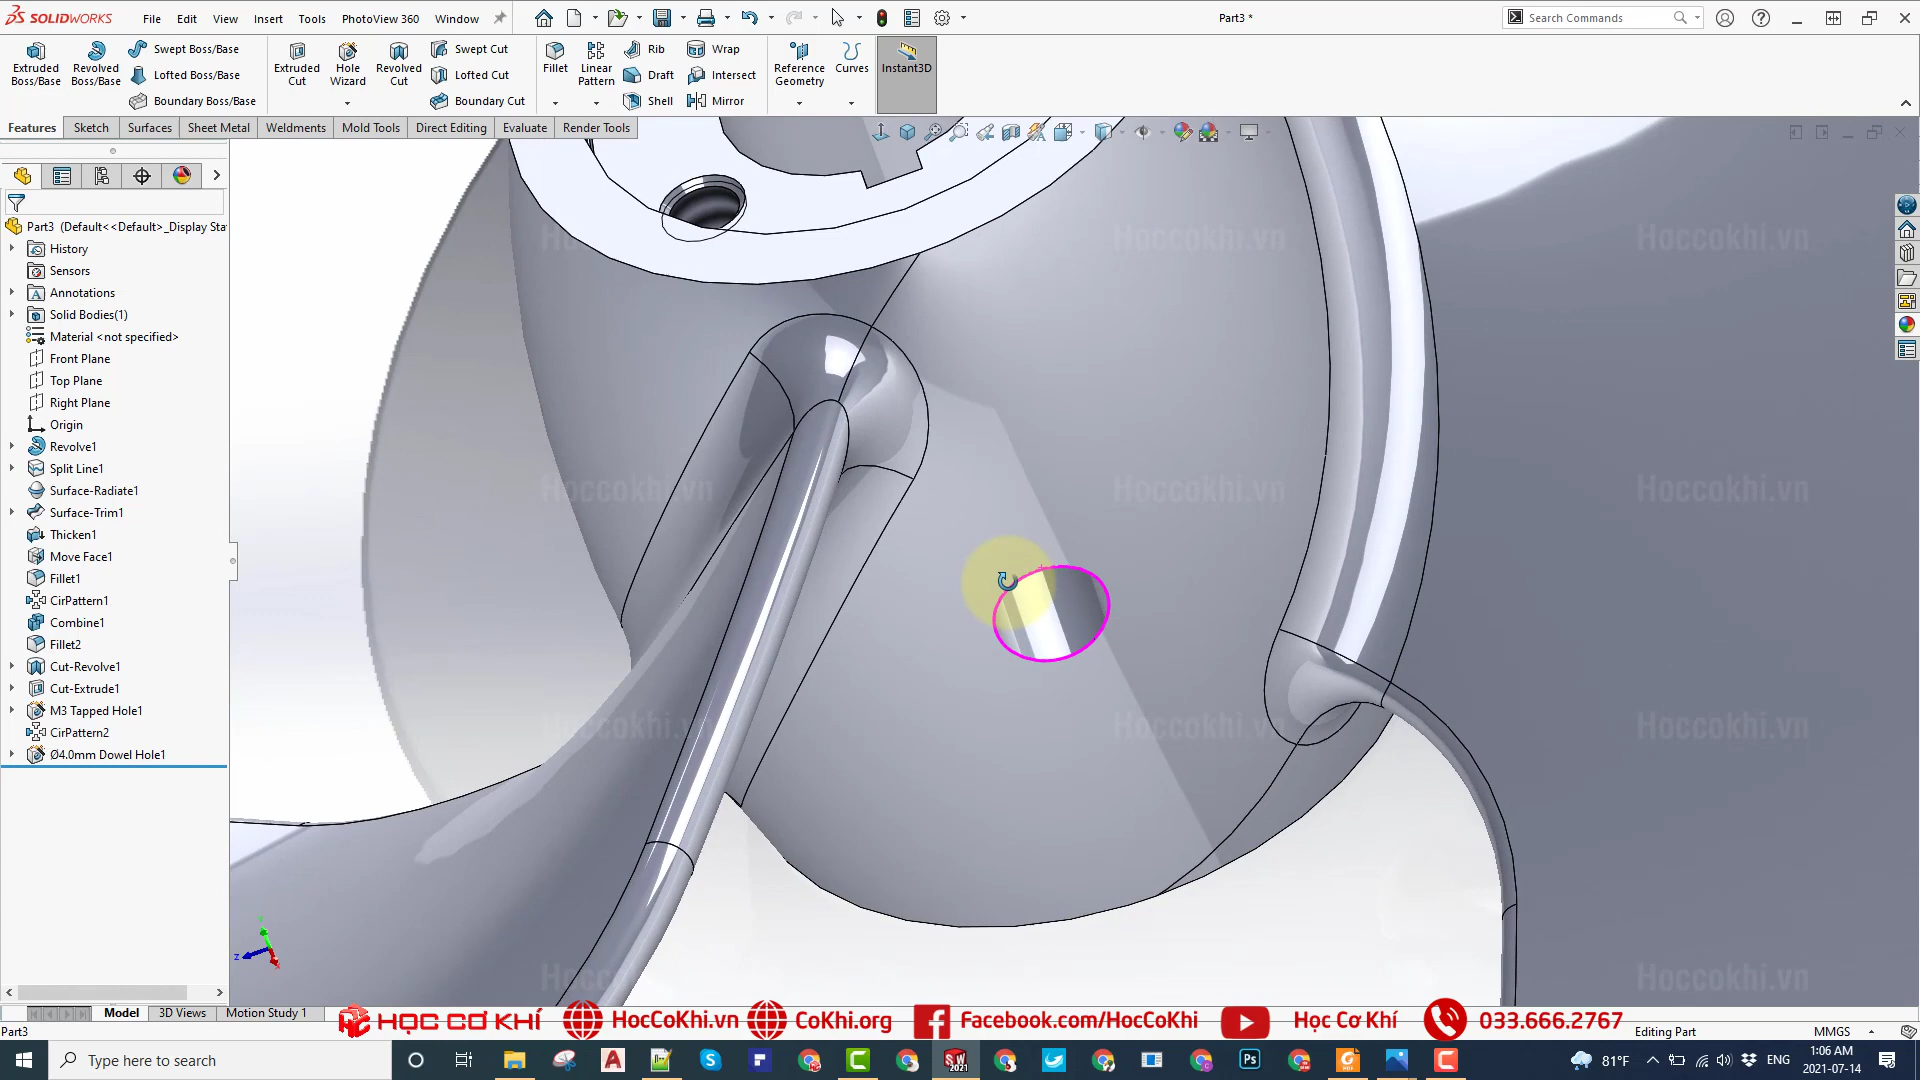 SOLIDWORKS File Edit View Insert Tools PhotoView 360 Window Part3 * Search Commands
Extruded Boss/Base
Revolved Boss/Base
Swept Boss/Base
Lofted Boss/Base
Boundary Boss/Base
Extruded Cut
Hole Wizard
Revolved Cut
Swept Cut
Lofted Cut
Boundary Cut
Fillet
Linear Pattern
Rib
Draft
Shell
Wrap
Intersect
Mirror
Reference Geometry
Curves
Instant3D
Features Sketch Surfaces Sheet Metal Weldments Mold Tools Direct Editing Evaluate Render Tools
Part3 (Default<<Default>_Display Sta
History
Sensors
Annotations
Solid Bodies(1)
Material <not specified>
Front Plane
Top Plane
Right Plane
Origin
Revolve1
Split Line1
Surface-Radiate1
Surface-Trim1
Thicken1
Move Face1
Fillet1
CirPattern1
Combine1
Fillet2
Cut-Revolve1
Cut-Extrude1
M3 Tapped Hole1
CirPattern2
Ø4.0mm Dowel Hole1
Hoccokhi.vn Hoccokhi.vn Hoccokhi.vn
Hoccokhi.vn Hoccokhi.vn Hoccokhi.vn
Hoccokhi.vn Hoccokhi.vn Hoccokhi.vn
Hoccokhi.vn
Y
Z
X
Model 3D Views Motion Study 1
HỌC CƠ KHÍ HocCoKhi.vn CoKhi.org Facebook.com/HocCoKhi Học Cơ Khí 033.666.2767
Part3 Editing Part MMGS
Type here to search
81°F ENG
1:06 AM
2021-07-14